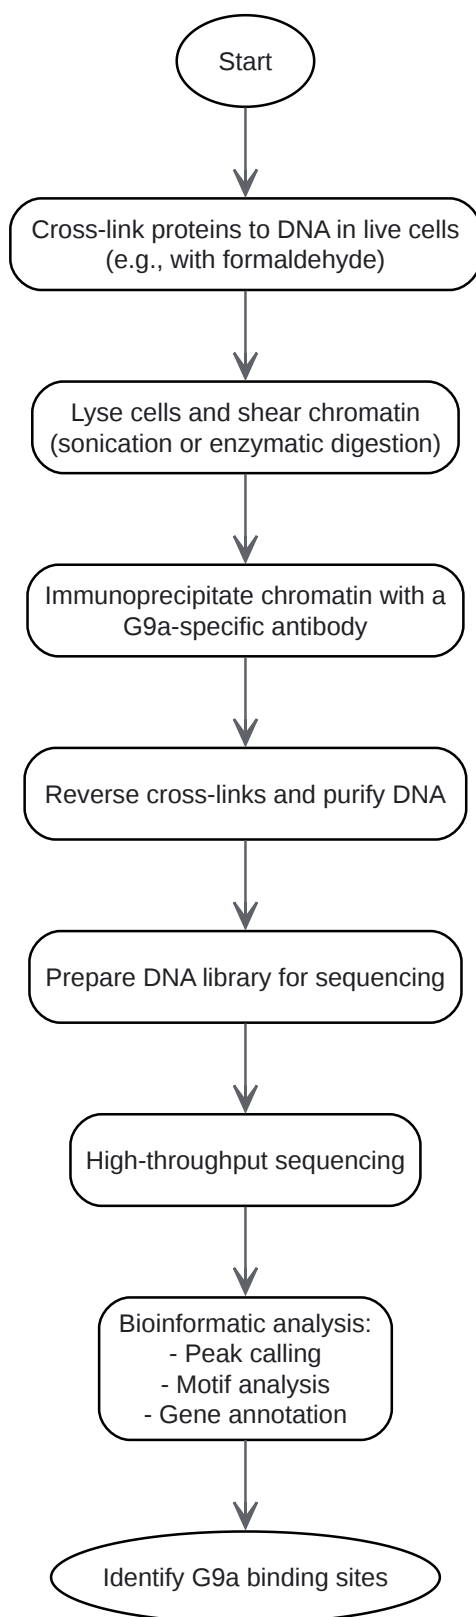 Start
Cross-link proteins to DNA in live cells
(e.g., with formaldehyde)
Lyse cells and shear chromatin
(sonication or enzymatic digestion)
Immunoprecipitate chromatin with a
G9a-specific antibody
Reverse cross-links and purify DNA
Prepare DNA library for sequencing
High-throughput sequencing
Bioinformatic analysis:
- Peak calling
- Motif analysis
- Gene annotation
Identify G9a binding sites